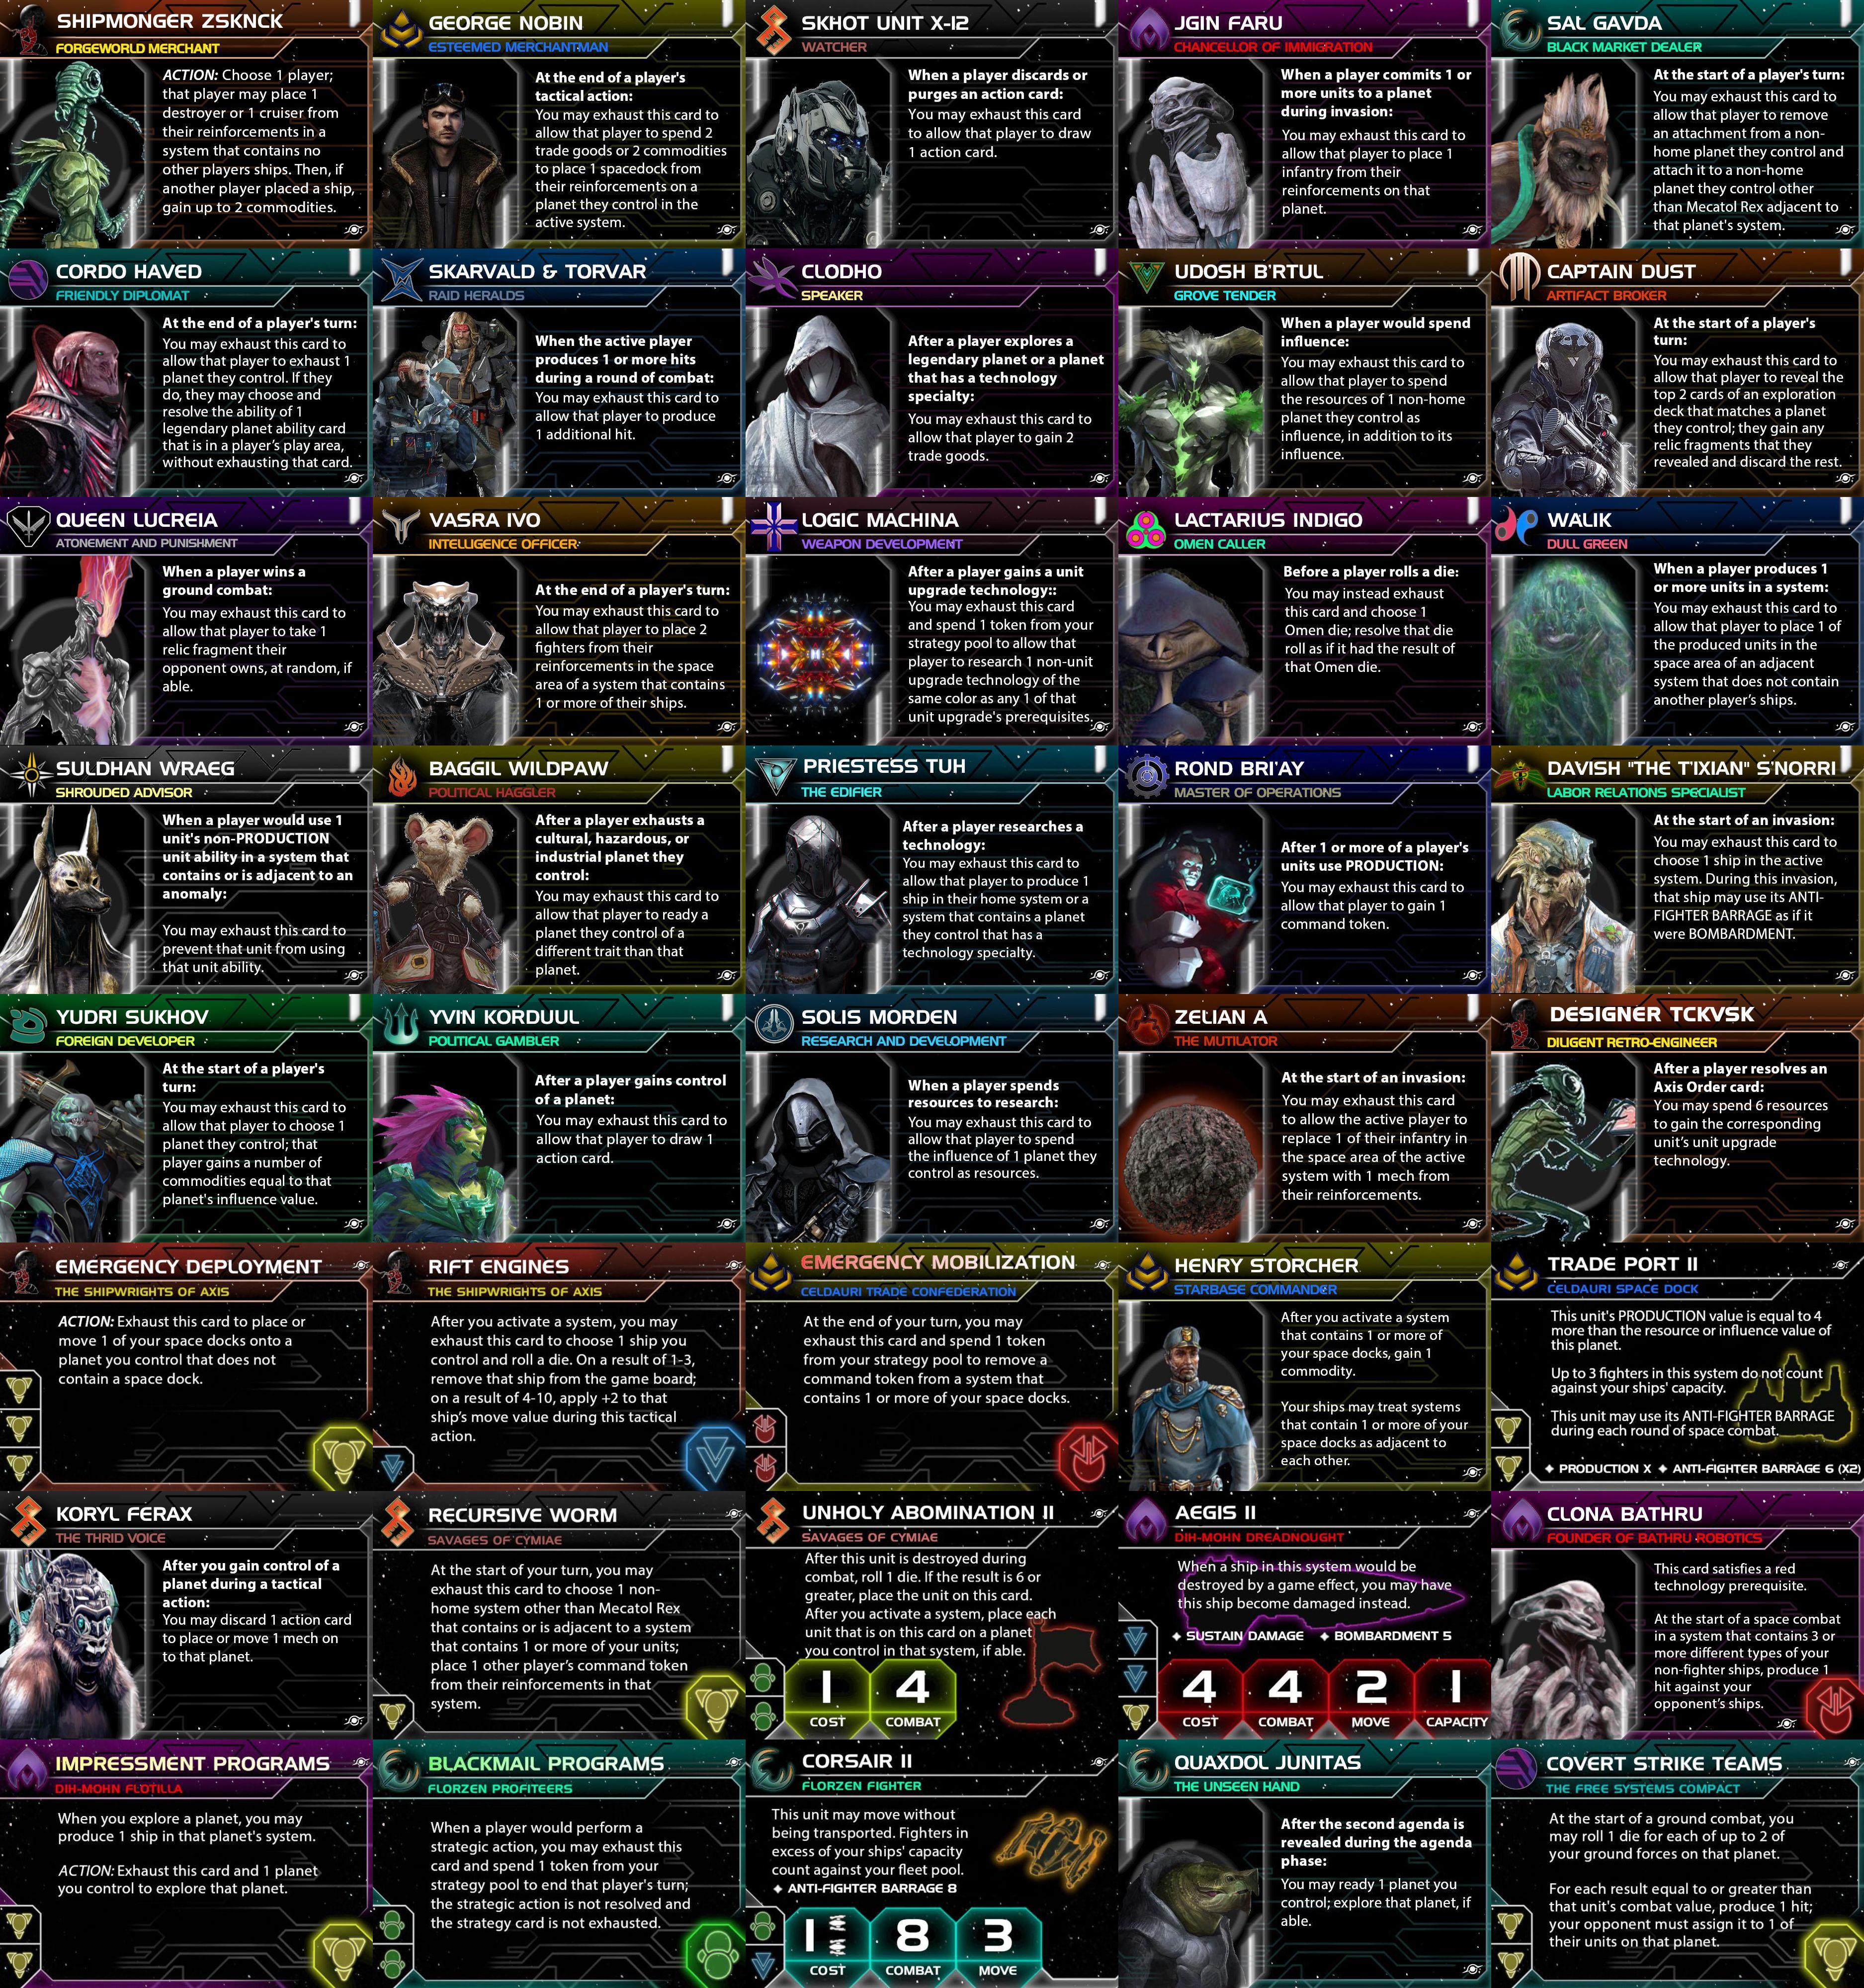 SHIPMONGER ZSKNCK
FORGEWORLD MERCHANT
ACTION: Choose 1 player;
that player may place 1
destroyer or 1 cruiser from
their reinforcements in a
system that contains no
other players ships. Then, if
another player placed a ship,
gain up to 2 commodities.
GEORGE NOBIN
ESTEEMED MERCHANTMAN
At the end of a player's
tactical action:
You may exhaust this card to
allow that player to spend 2
trade goods or 2 commodities
to place 1 spacedock from
their reinforcements on a
planet they control in the
active system.
SKHOT UNIT X-12
WATCHER
When a player discards or
purges an action card:
You may exhaust this card
to allow that player to draw
1 action card.
JGIN FARU
CHANCELLOR OF IMMIGRATION
When a player commits 1 or
more units to a planet
during invasion:
You may exhaust this card to
allow that player to place 1
infantry from their
reinforcements on that
planet.
SAL GAVDA
BLACK MARKET DEALER
At the start of a player's turn:
You may exhaust this card to
allow that player to remove
an attachment from a non-
home planet they control and
attach it to a non-home
planet they control other
than Mecatol Rex adjacent to
that planet's system.
CORDO HAVED
FRIENDLY DIPLOMAT
At the end of a player's turn:
You may exhaust this card to
allow that player to exhaust 1
planet they control. If they
do, they may choose and
resolve the ability of 1
legendary planet ability card
that is in a player's play area,
without exhausting that card.
SKARVALD & TORVAR
RAID HERALDS
When the active player
produces 1 or more hits
during a round of combat:
You may exhaust this card to
allow that player to produce
1 additional hit.
CLODHO
SPEAKER
After a player explores a
legendary planet or a planet
that has a technology
specialty:
You may exhaust this card to
allow that player to gain 2
trade goods.
UDOSH B'RTUL
GROVE TENDER
When a player would spend
influence:
You may exhaust this card to
allow that player to spend
the resources of 1 non-home
planet they control as
influence, in addition to its
influence.
CAPTAIN DUST
ARTIFACT BROKER
At the start of a player's
turn:
You may exhaust this card to
allow that player to reveal the
top 2 cards of an exploration
deck that matches a planet
they control; they gain any
relic fragments that they
revealed and discard the rest.
QUEEN LUCREIA
ATONEMENT AND PUNISHMENT
When a player wins a
ground combat:
You may exhaust this card to
allow that player to take 1
relic fragment their
opponent owns, at random, if
able.
VASRA IVO
INTELLIGENCE OFFICER
At the end of a player's turn:
You may exhaust this card to
allow that player to place 2
fighters from their
reinforcements in the space
area of a system that contains
1 or more of their ships.
LOGIC MACHINA
WEAPON DEVELOPMENT
After a player gains a unit
upgrade technology::
You may exhaust this card
and spend 1 token from your
strategy pool to allow that
player to research 1 non-unit
upgrade technology of the
same color as any 1 of that
unit upgrade's prerequisites.
LACTARIUS INDIGO
OMEN CALLER
Before a player rolls a die:
You may instead exhaust
this card and choose 1
Omen die; resolve that die
roll as if it had the result of
that Omen die.
WALIK
DULL GREEN
When a player produces 1
or more units in a system:
You may exhaust this card to
allow that player to place 1 of
the produced units in the
space area of an adjacent
system that does not contain
another player's ships.
SULDHAN WRAEG
SHROUDED ADVISOR
When a player would use 1
unit's non-PRODUCTION
unit ability in a system that
contains or is adjacent to an
anomaly:
You may exhaust this card to
prevent that unit from using
that unit ability.
BAGGIL WILDPAW
POLITICAL HAGGLER
After a player exhausts a
cultural, hazardous, or
industrial planet they
control:
You may exhaust this card to
allow that player to ready a
planet they control of a
different trait than that
planet.
PRIESTESS TUH
THE EDIFIER
After a player researches a
technology:
You may exhaust this card to
allow that player to produce 1
ship in their home system or a
system that contains a planet
they control that has a
technology specialty.
ROND BRI'AY
MASTER OF OPERATIONS
After 1 or more of a player's
units use PRODUCTION:
You may exhaust this card to
allow that player to gain 1
command token.
DAVISH "THE T'IXIAN" S'NORRI
LABOR RELATIONS SPECIALIST
At the start of an invasion:
You may exhaust this card to
choose 1 ship in the active
system. During this invasion,
that ship may use its ANTI-
FIGHTER BARRAGE as if it
were BOMBARDMENT.
YUDRI SUKHOV
FOREIGN DEVELOPER
At the start of a player's
turn:
You may exhaust this card to
allow that player to choose 1
planet they control; that
player gains a number of
commodities equal to that
planet's influence value.
YVIN KORDUUL
POLITICAL GAMBLER
After a player gains control
of a planet:
You may exhaust this card to
allow that player to draw 1
action card.
SOLIS MORDEN
RESEARCH AND DEVELOPMENT
When a player spends
resources to research:
You may exhaust this card to
allow that player to spend
the influence of 1 planet they
control as resources.
ZELIAN A
THE MUTILATOR
At the start of an invasion:
You may exhaust this card
to allow the active player to
replace 1 of their infantry in
the space area of the active
system with 1 mech from
their reinforcements.
DESIGNER TCKVSK
DILIGENT RETRO-ENGINEER
After a player resolves an
Axis Order card:
You may spend 6 resources
to gain the corresponding
unit's unit upgrade
technology.
EMERGENCY DEPLOYMENT
THE SHIPWRIGHTS OF AXIS
ACTION: Exhaust this card to place or
move 1 of your space docks onto a
planet you control that does not
contain a space dock.
RIFT ENGINES
THE SHIPWRIGHTS OF AXIS
After you activate a system, you may
exhaust this card to choose 1 ship you
control and roll a die. On a result of 1-3,
remove that ship from the game board;
on a result of 4-10, apply +2 to that
ship's move value during this tactical
action.
EMERGENCY MOBILIZATION
CELDAURI TRADE CONFEDERATION
At the end of your turn, you may
exhaust this card and spend 1 token
from your strategy pool to remove a
command token from a system that
contains 1 or more of your space docks.
HENRY STORCHER
STARBASE COMMANDER
After you activate a system
that contains 1 or more of
your space docks, gain 1
commodity.
Your ships may treat systems
that contain 1 or more of your
space docks as adjacent to
each other.
TRADE PORT II
CELDAURI SPACE DOCK
This unit's PRODUCTION value is equal to 4
more than the resource or influence value of
this planet.
Up to 3 fighters in this system do not count
against your ships' capacity.
This unit may use its ANTI-FIGHTER BARRAGE
during each round of space combat.
PRODUCTION X ANTI-FIGHTER BARRAGE 6 (X2)
KORYL FERAX
THE THRID VOICE
After you gain control of a
planet during a tactical
action:
You may discard 1 action card
to place or move 1 mech on
to that planet.
RECURSIVE WORM
SAVAGES OF CYMIAE
At the start of your turn, you may
exhaust this card to choose 1 non-
home system other than Mecatol Rex
that contains or is adjacent to a system
that contains 1 or more of your units;
place 1 other player's command token
from their reinforcements in that
system.
UNHOLY ABOMINATION II
SAVAGES OF CYMIAE
After this unit is destroyed during
combat, roll 1 die. If the result is 6 or
greater, place the unit on this card.
After you activate a system, place each
unit that is on this card on a planet
you control in that system, if able.
1 4
COST COMBAT
AEGIS II
DIH-MOHN DREADNOUGHT
When a ship in this system would be
destroyed by a game effect, you may have
this ship become damaged instead.
SUSTAIN DAMAGE BOMBARDMENT 5
4 4 2 1
COST COMBAT MOVE CAPACITY
CLONA BATHRU
FOUNDER OF BATHRU ROBOTICS
This card satisfies a red
technology prerequisite.
At the start of a space combat
in a system that contains 3 or
more different types of your
non-fighter ships, produce 1
hit against your
opponent's ships.
IMPRESSMENT PROGRAMS
DIH-MOHN FLOTILLA
When you explore a planet, you may
produce 1 ship in that planet's system.
ACTION: Exhaust this card and 1 planet
you control to explore that planet.
BLACKMAIL PROGRAMS
FLORZEN PROFITEERS
When a player would perform a
strategic action, you may exhaust this
card and spend 1 token from your
strategy pool to end that player's turn;
the strategic action is not resolved and
the strategy card is not exhausted.
CORSAIR II
FLORZEN FIGHTER
This unit may move without
being transported. Fighters in
excess of your ships' capacity
count against your fleet pool.
ANTI-FIGHTER BARRAGE 8
1 8 3
COST COMBAT MOVE
QUAXDOL JUNITAS
THE UNSEEN HAND
After the second agenda is
revealed during the agenda
phase:
You may ready 1 planet you
control; explore that planet, if
able.
COVERT STRIKE TEAMS
THE FREE SYSTEMS COMPACT
At the start of a ground combat, you
may roll 1 die for each of up to 2 of
your ground forces on that planet.
For each result equal to or greater than
that unit's combat value, produce 1 hit;
your opponent must assign it to 1 of
their units on that planet.